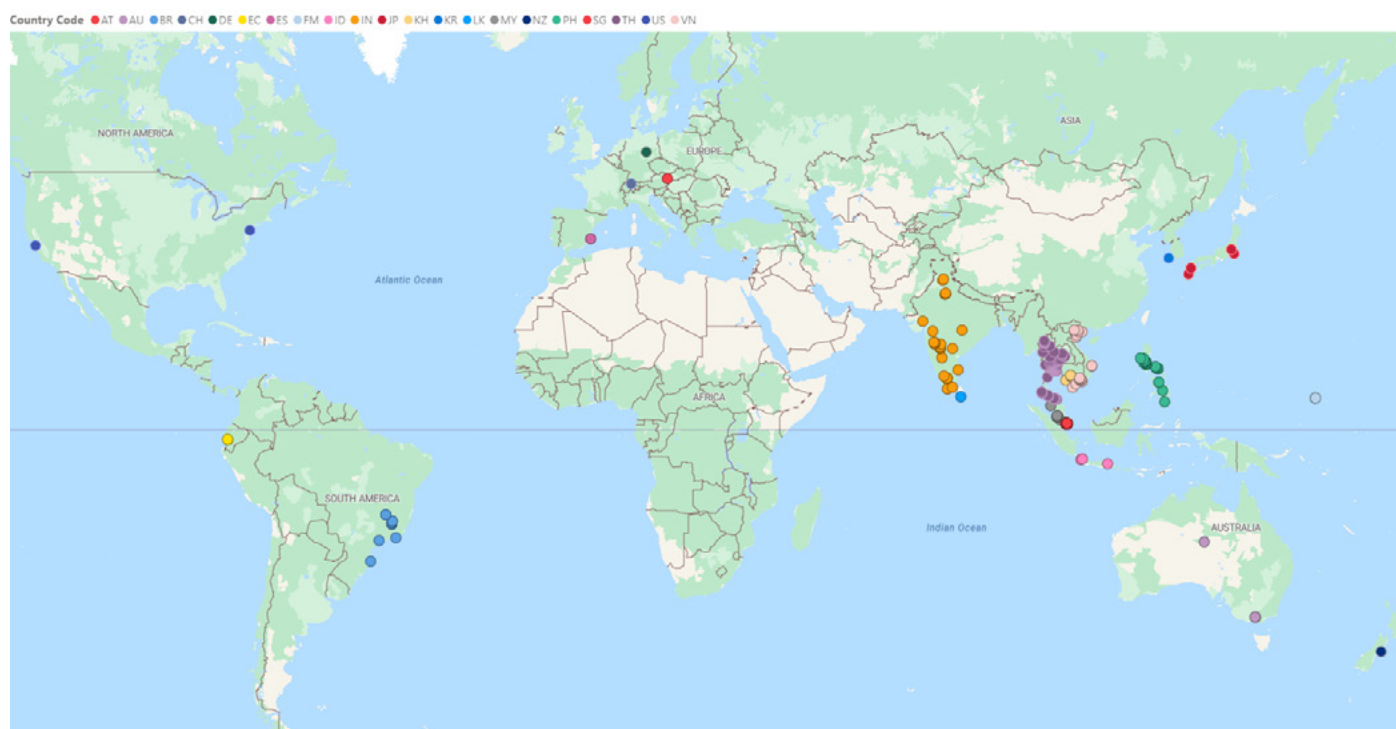 Country Code AT AU BR CH DE EC ES FM ID IN JP KH KR LK MY NZ PH SG TH US VN
NORTH AMERICA
ASIA
EUROPE
Atlantic Ocean
AFRICA
SOUTH AMERICA
Indian Ocean
AUSTRALIA